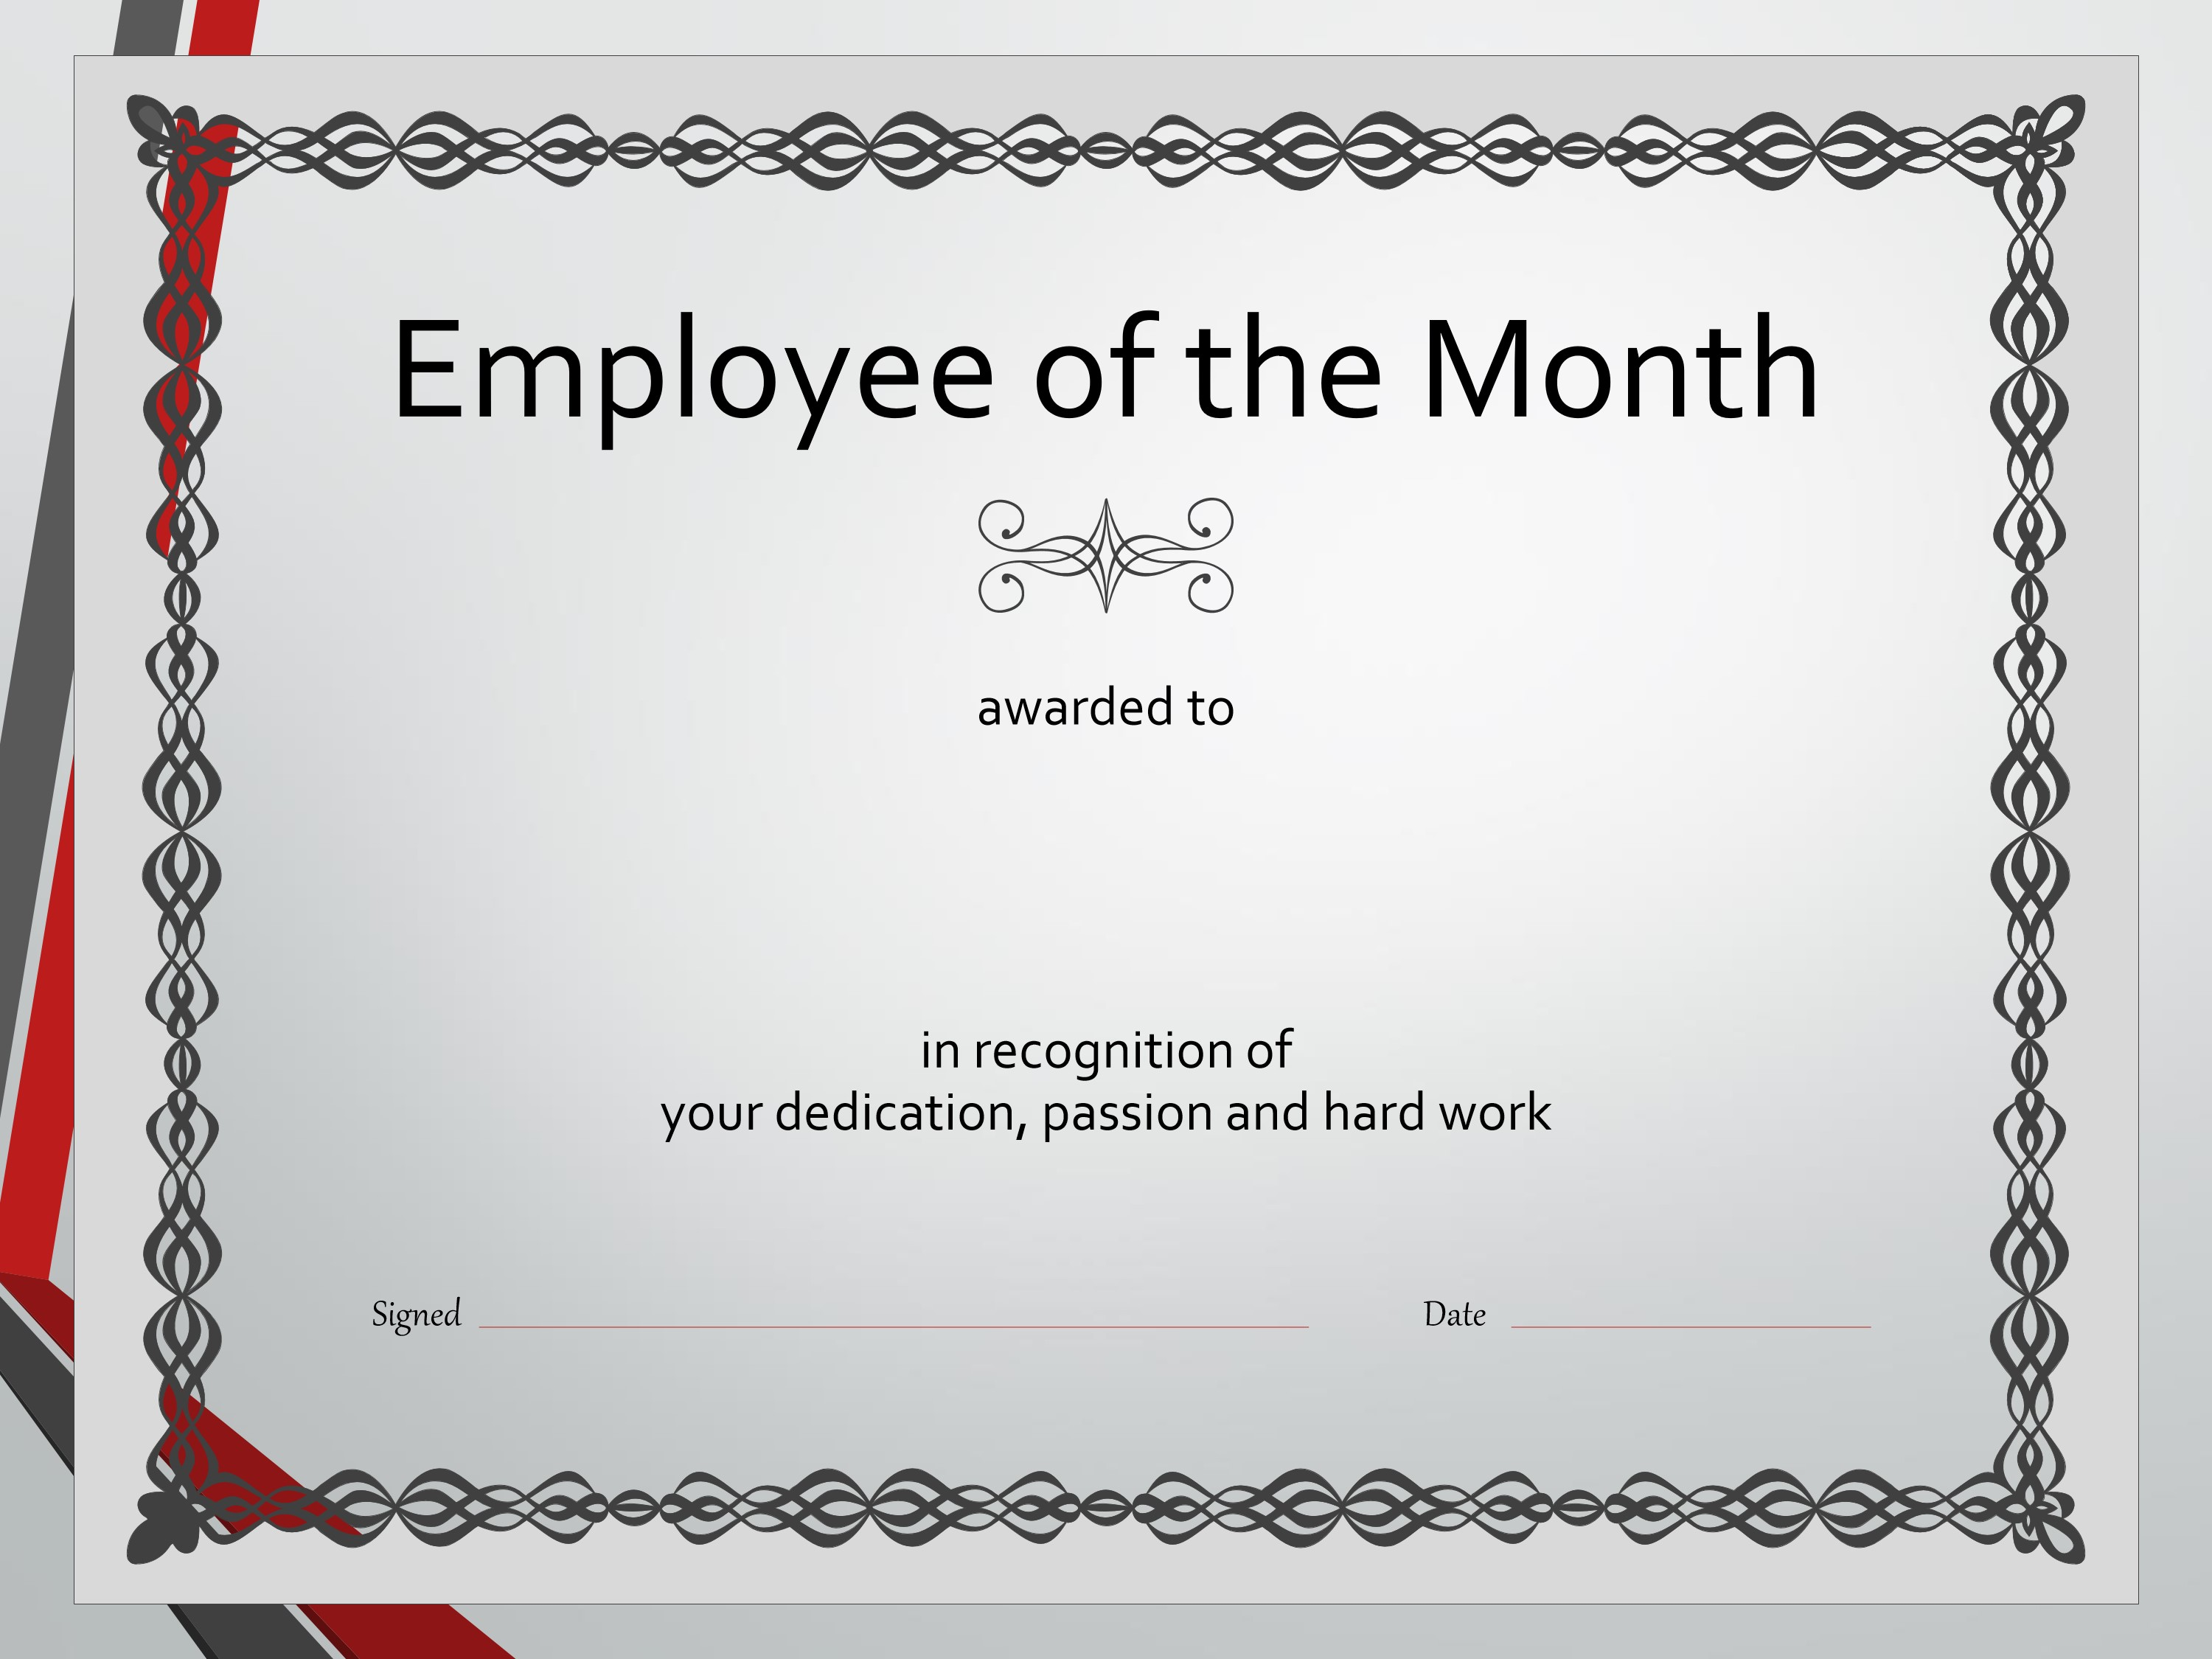 Employee of the Month
awarded to
in recognition of
your dedication, passion and hard work
Signed
Date